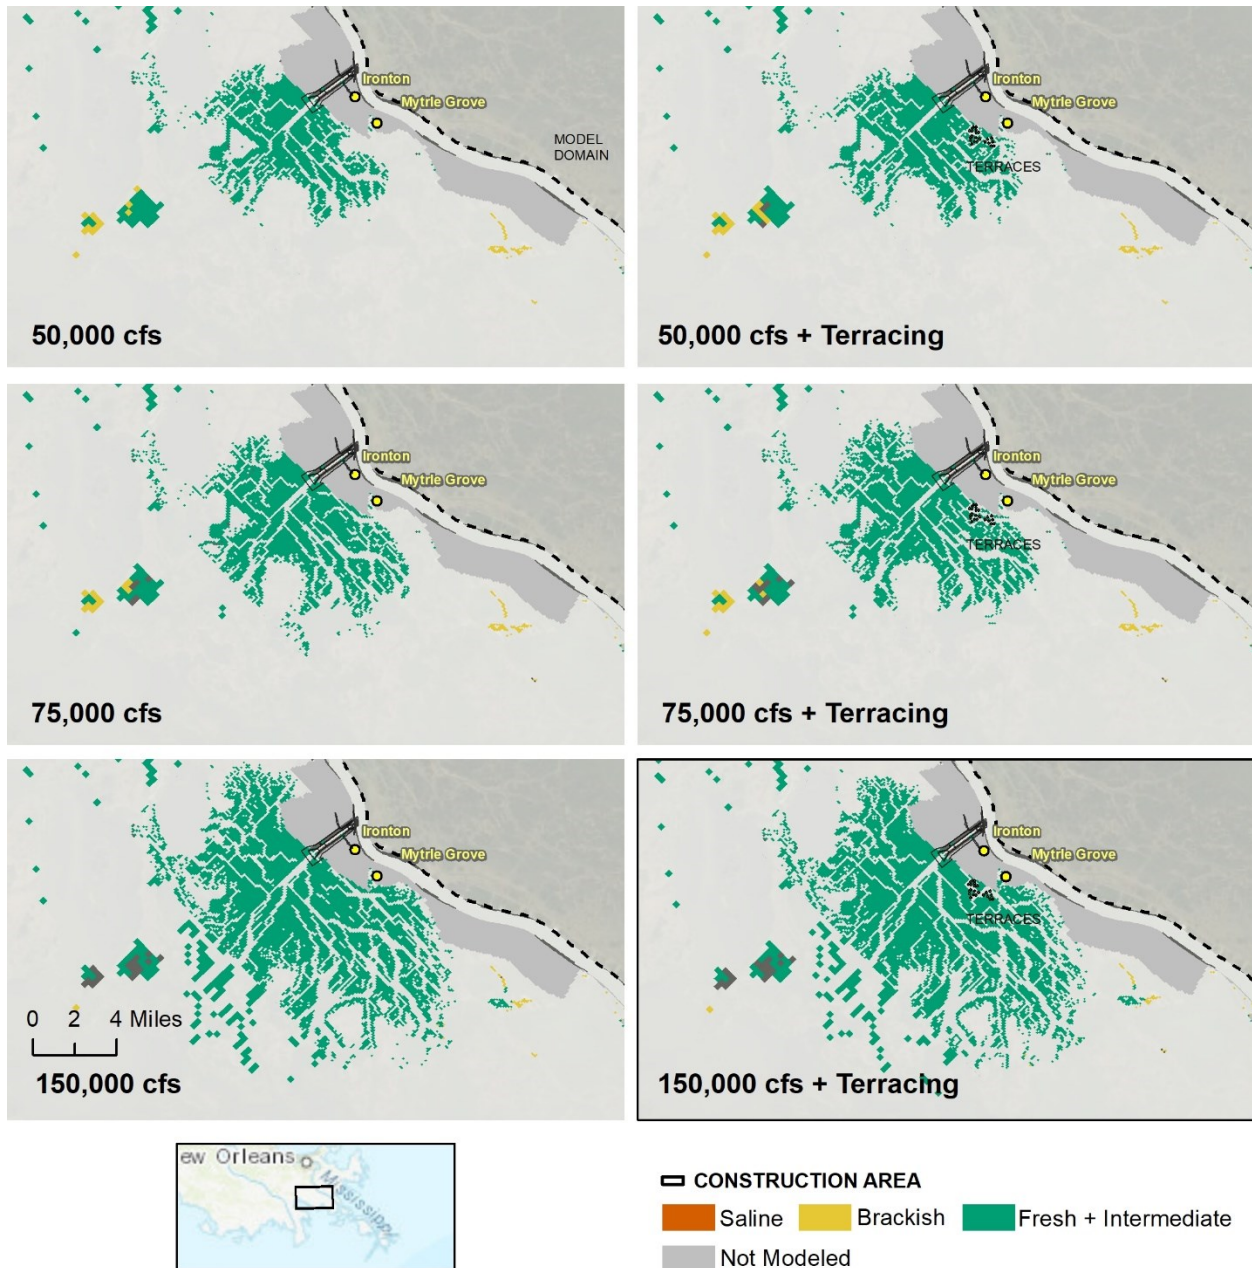 Ironton
Mytrle Grove
MODEL
DOMAIN
50,000 cfs
Ironton
Mytrle Grove
TERRACES
50,000 cfs + Terracing
Ironton
Mytrle Grove
75,000 cfs
Ironton
Mytrle Grove
TERRACES
75,000 cfs + Terracing
Ironton
Mytrle Grove
0 2 4 Miles
150,000 cfs
Ironton
Mytrle Grove
TERRACES
150,000 cfs + Terracing
ew Orleans
Mississippi
CONSTRUCTION AREA
Saline Brackish Fresh + Intermediate
Not Modeled